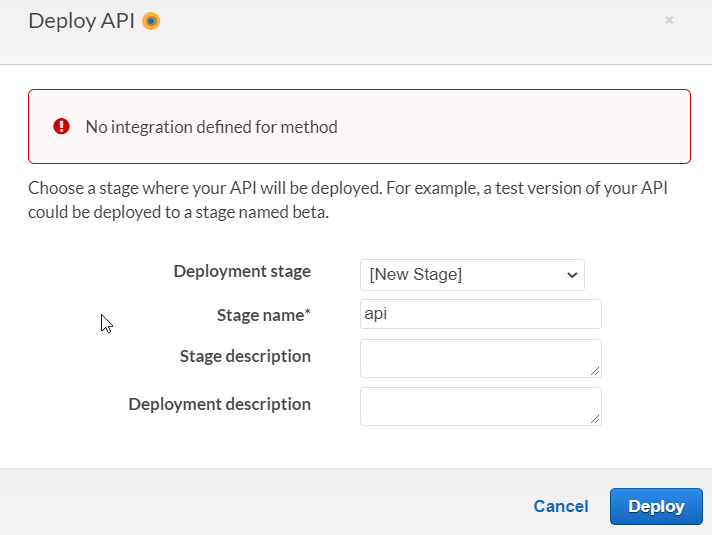 Deploy API
No integration defined for method
Choose a stage where your API will be deployed. For example, a test version of your API
could be deployed to a stage named beta.
Deployment stage [New Stage]
Stage name* api
Stage description
Deployment description
Cancel Deploy